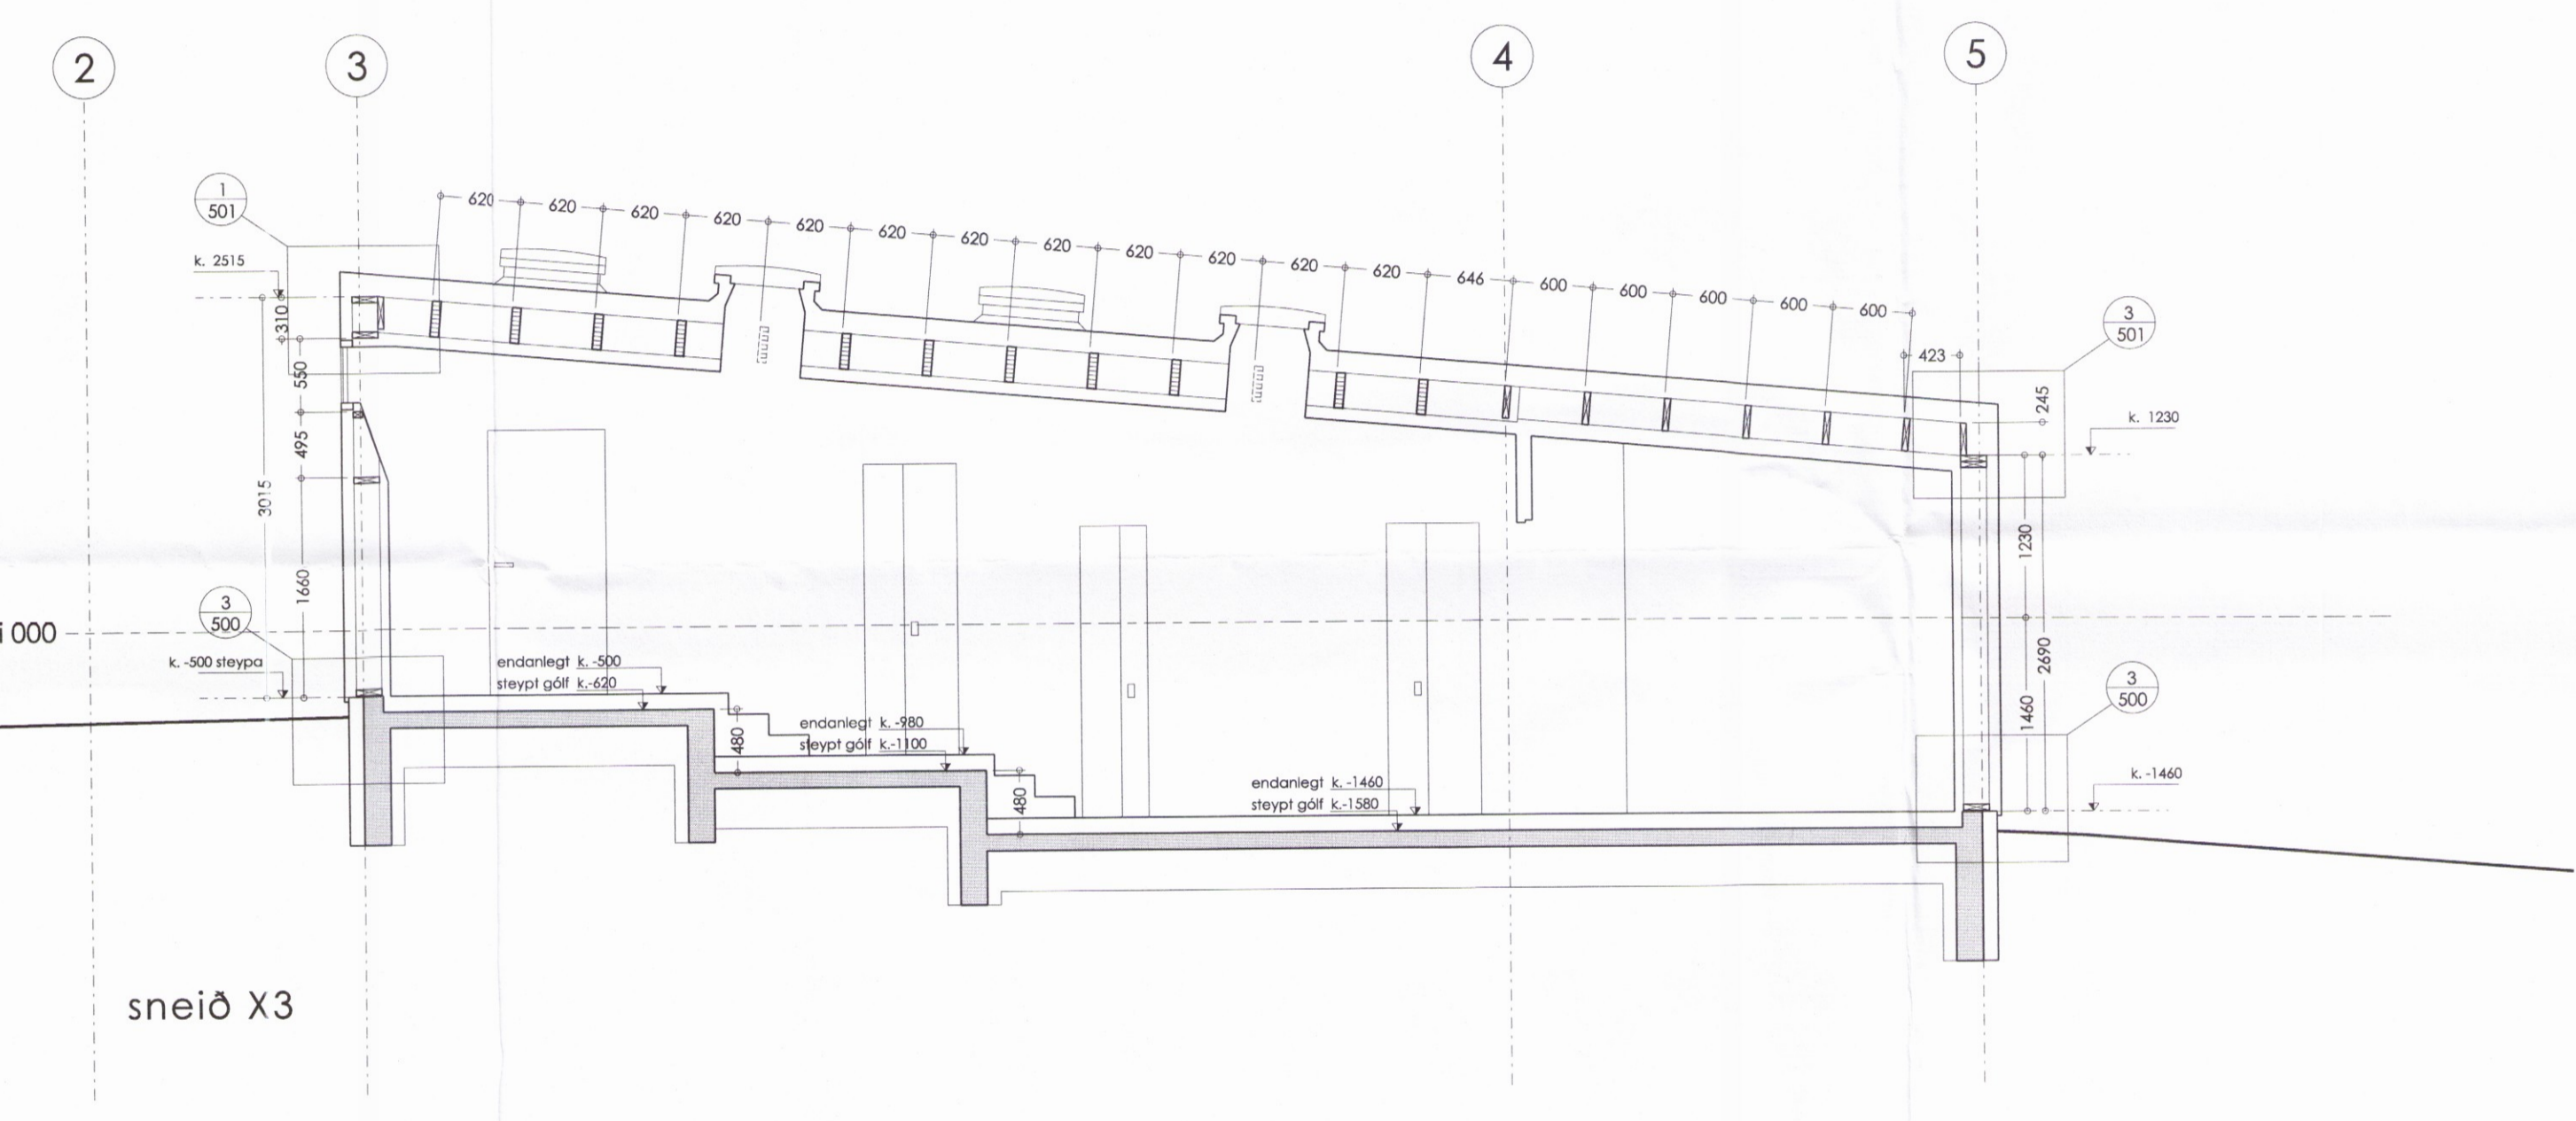 2
3
4
5
1
501
k. 2515
620 620 620 620 620 620 620 620 620 620 620 620 646 600 600 600 600 600
423
3
501
245
k. 1230
310
550
495
3015
1660
1230
2690
1460
3
500
i 000
k. -500 steypa
endanlegt k. -500
steypt gólf k.-620
480
endanlegt k. -980
steypt gólf k.-1100
480
endanlegt k. -1460
steypt gólf k.-1580
3
500
k. -1460
sneið X3